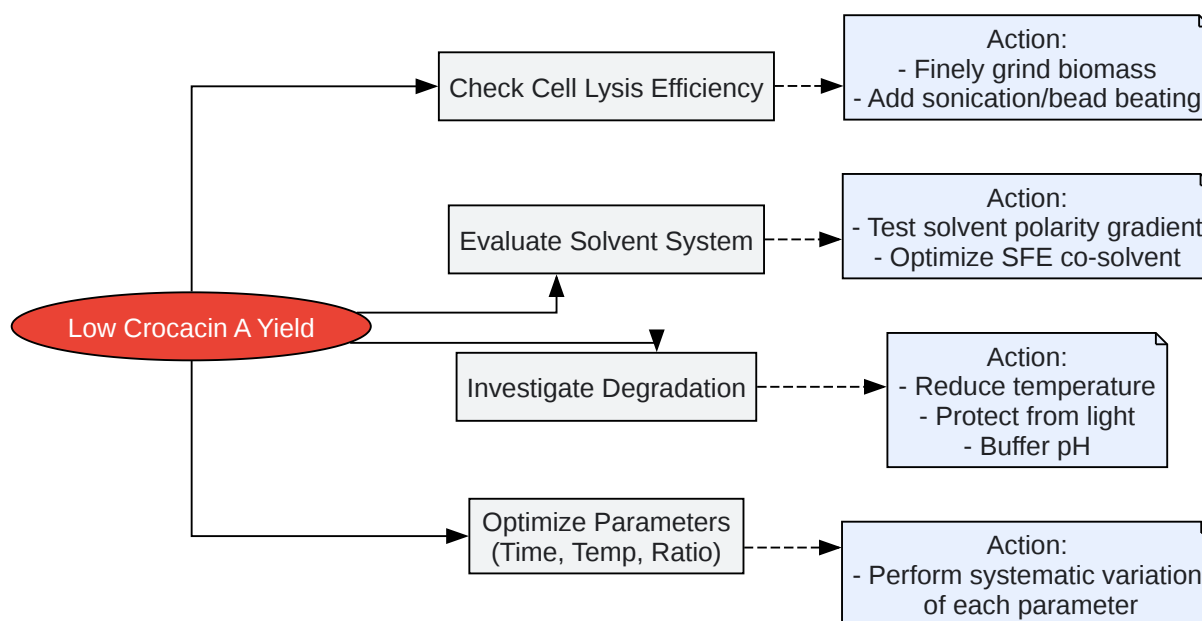 Low Crocacin A Yield
Check Cell Lysis Efficiency
Action:
- Finely grind biomass
- Add sonication/bead beating
Evaluate Solvent System
Action:
- Test solvent polarity gradient
- Optimize SFE co-solvent
Investigate Degradation
Action:
- Reduce temperature
- Protect from light
- Buffer pH
Optimize Parameters
(Time, Temp, Ratio)
Action:
- Perform systematic variation
of each parameter